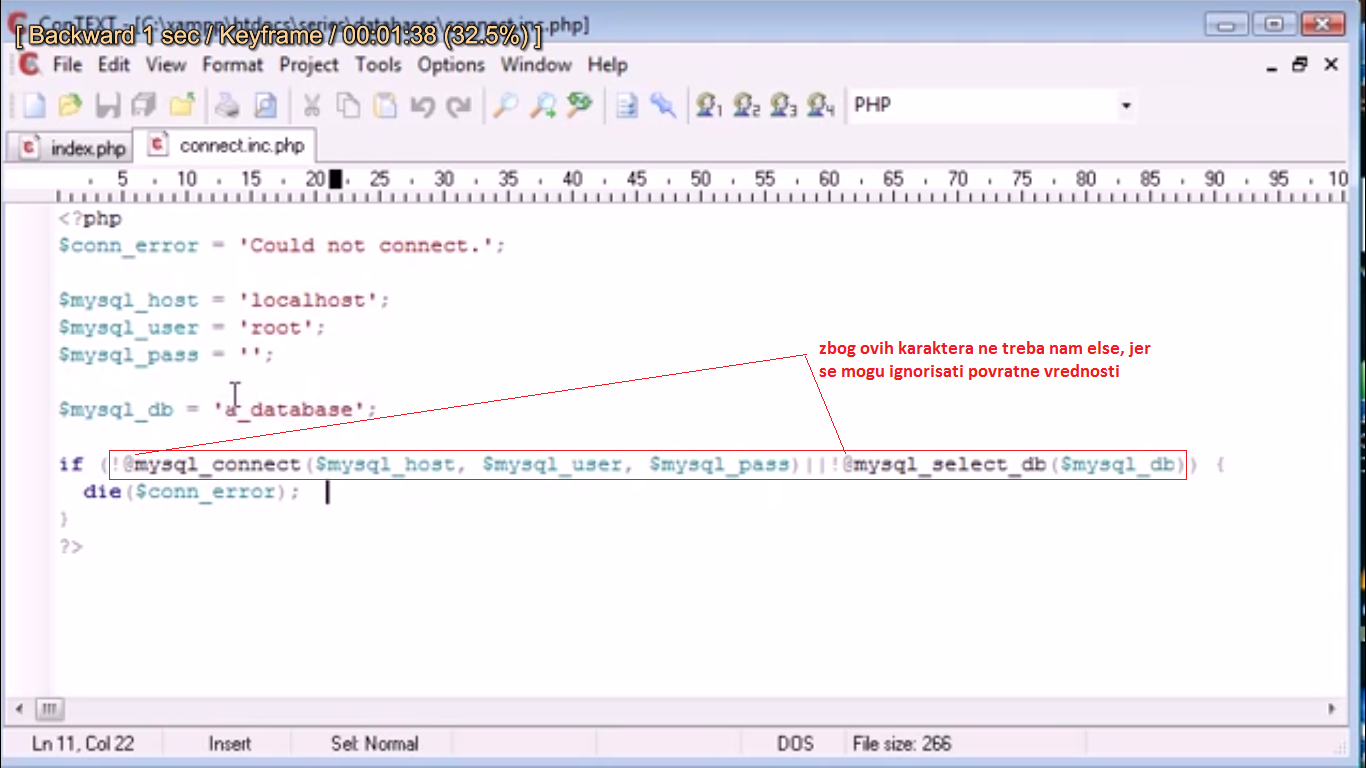 ConTEXT - [C:\xampp\htdocs\series\databases\connect.inc.php]
[ Backward 1 sec / Keyframe / 00:01:38 (32.5%) ]
File Edit View Format Project Tools Options Window Help
1 2 3 4 PHP
index.php connect.inc.php
5 10 15 20 25 30 35 40 45 50 55 60 65 70 75 80 85 90 95 10
<?php
$conn_error = 'Could not connect.';
$mysql_host = 'localhost';
$mysql_user = 'root';
$mysql_pass = '';
zbog ovih karaktera ne treba nam else, jer
se mogu ignorisati povratne vrednosti
$mysql_db = 'a_database';
if (!@mysql_connect($mysql_host, $mysql_user, $mysql_pass)||!@mysql_select_db($mysql_db)) {
die($conn_error);
}
?>
Ln 11, Col 22 Insert Sel: Normal DOS File size: 266